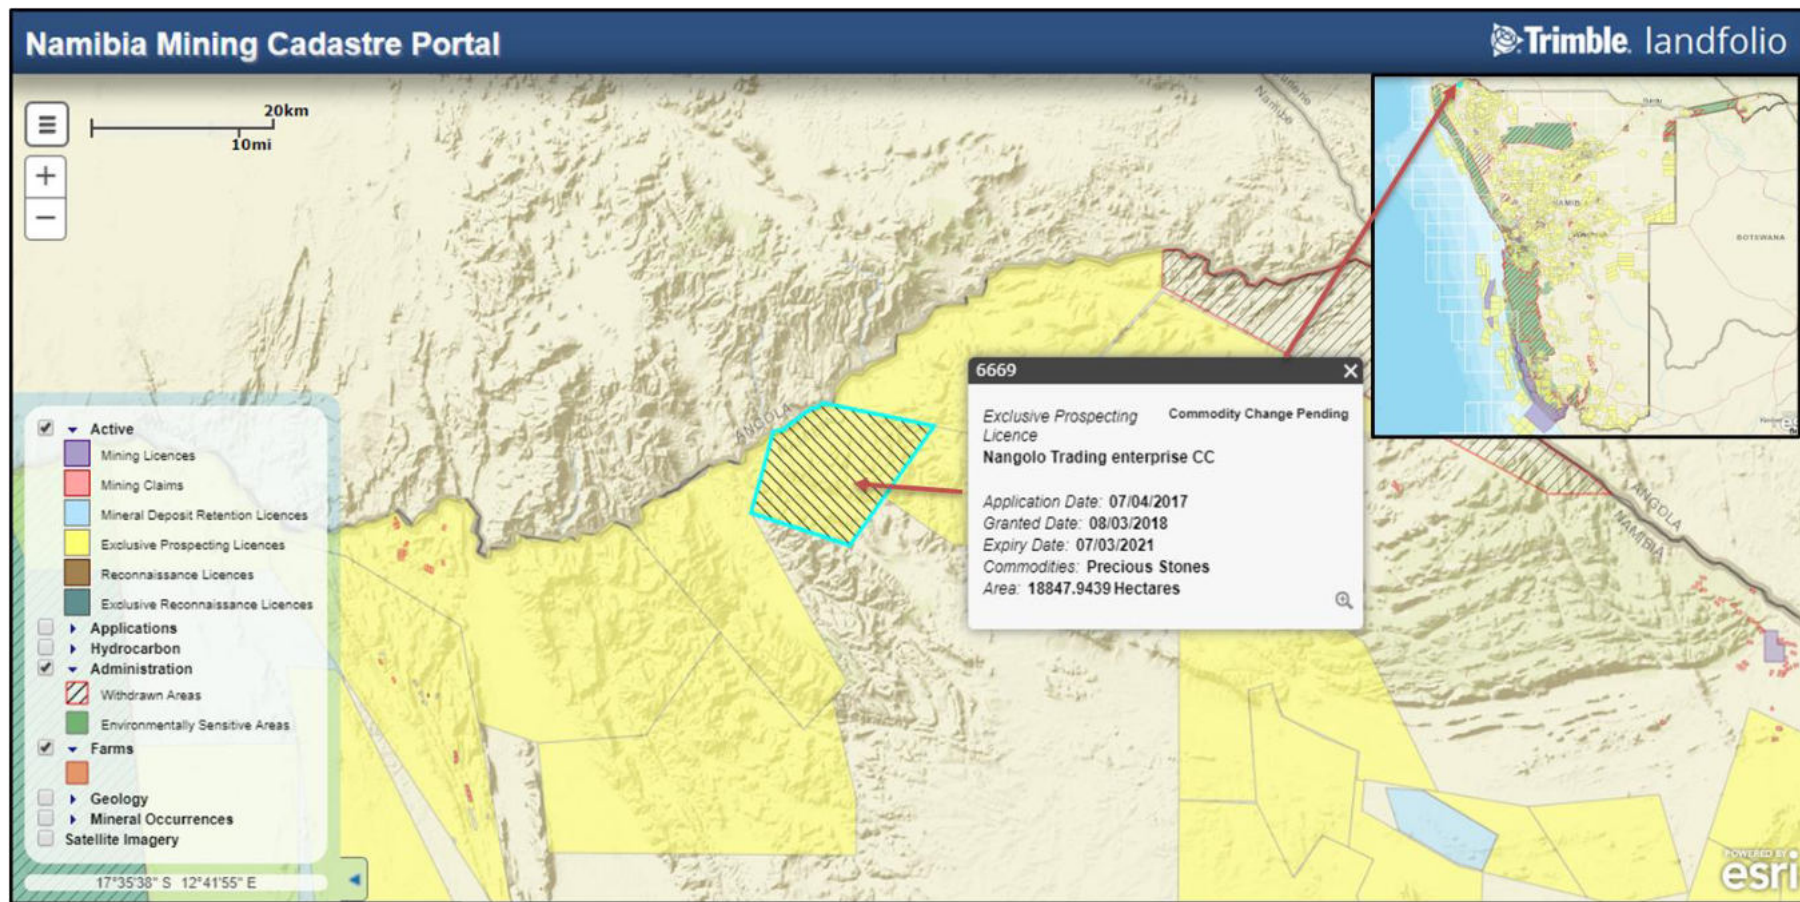 Namibia Mining Cadastre Portal
Trimble. landfolio
20km
10mi
Namibe
ANGOLA
6669
Exclusive Prospecting Licence
Commodity Change Pending
Nangolo Trading enterprise CC
Application Date: 07/04/2017
Granted Date: 08/03/2018
Expiry Date: 07/03/2021
Commodities: Precious Stones
Area: 18847.9439 Hectares
BOTSWANA
ANGOLA
NAMIBIA
Active
Mining Licences
Mining Claims
Mineral Deposit Retention Licences
Exclusive Prospecting Licences
Reconnaissance Licences
Exclusive Reconnaissance Licences
Applications
Hydrocarbon
Administration
Withdrawn Areas
Environmentally Sensitive Areas
Farms
Geology
Mineral Occurrences
Satellite Imagery
17°35'38" S 12°41'55" E
POWERED BY
esri